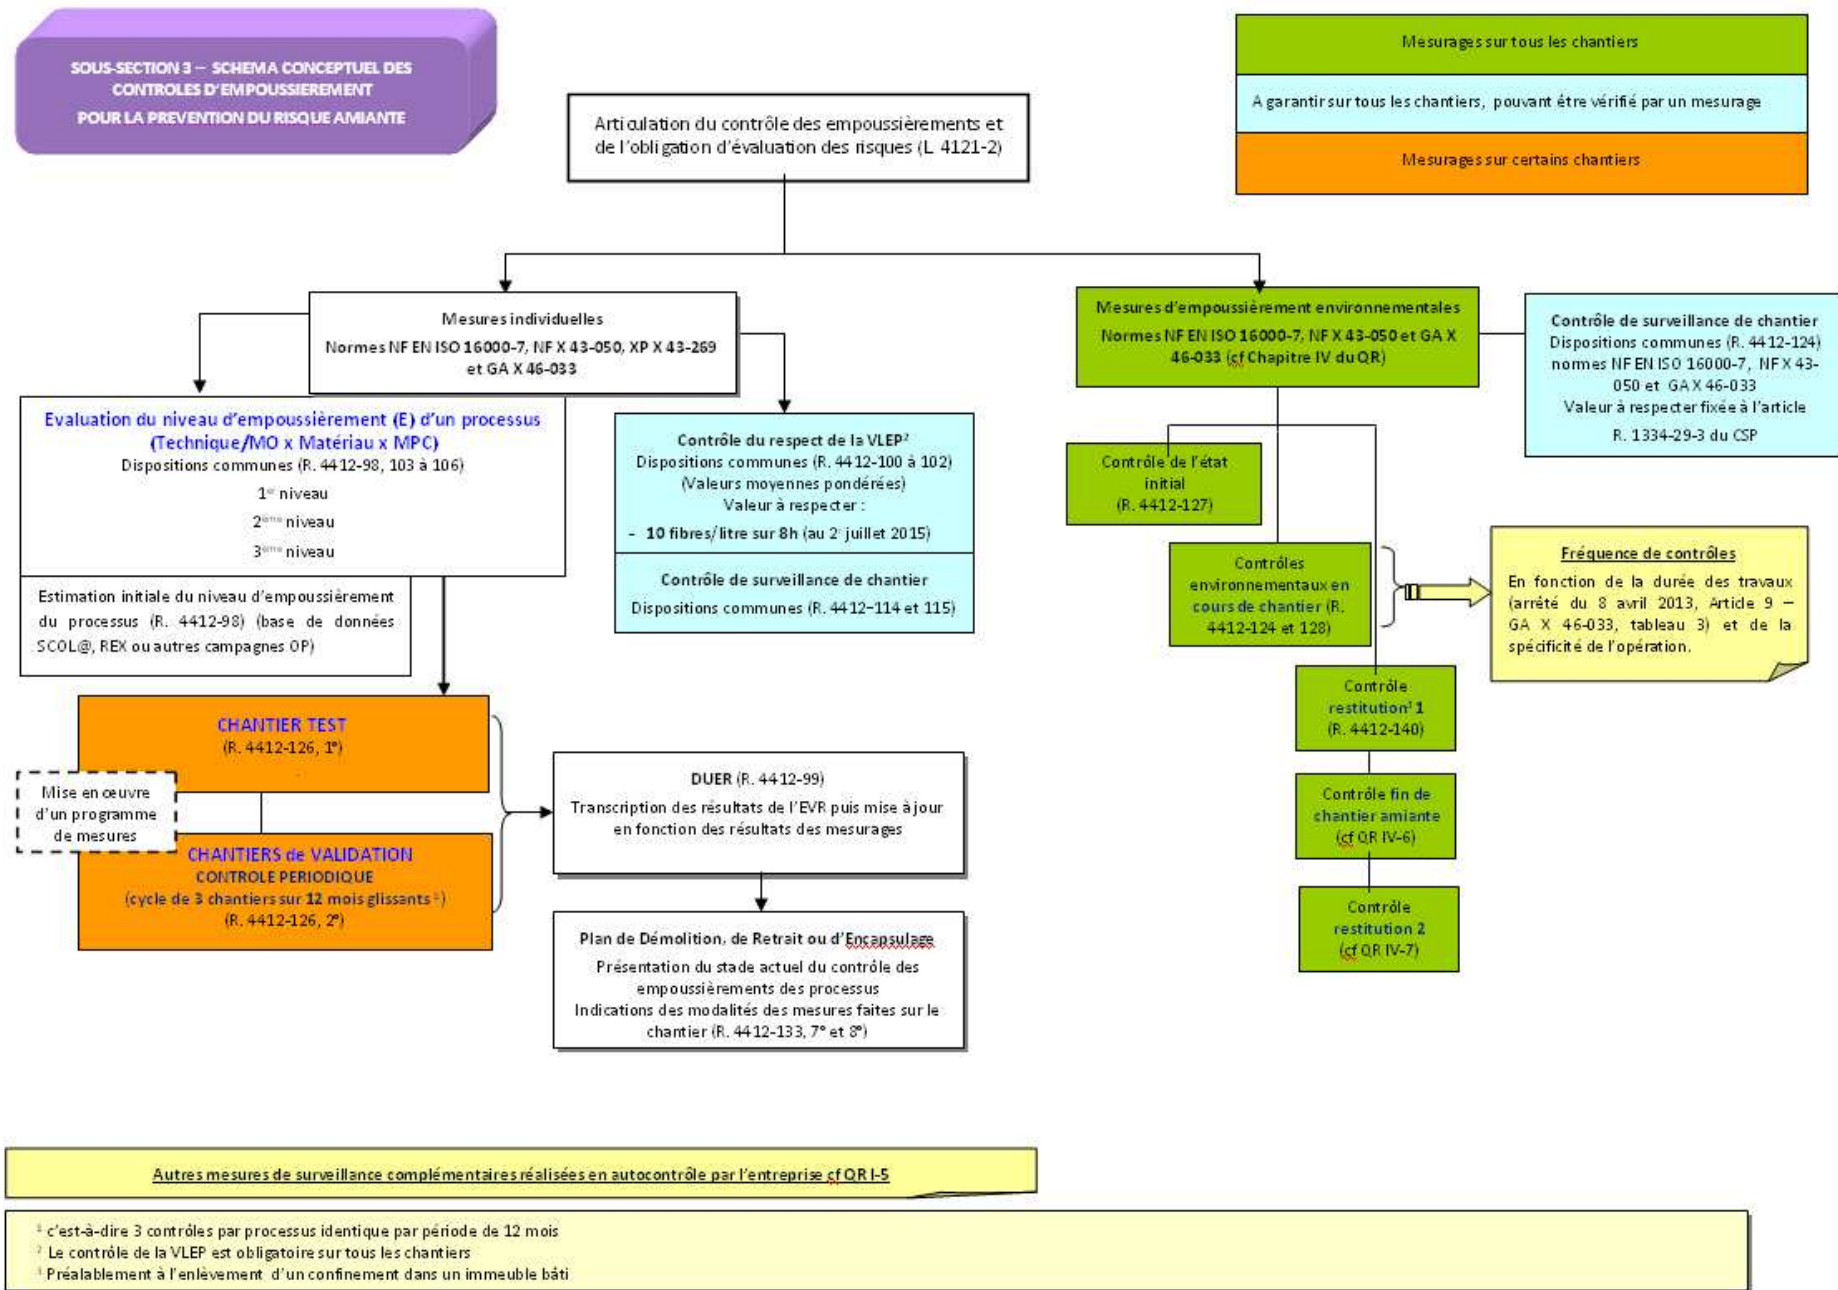 SOUS-SECTION 3 – SCHEMA CONCEPTUEL DES
CONTROLES D'EMPOUSSIEREMENT
POUR LA PREVENTION DU RISQUE AMIANTE
Mesurages sur tous les chantiers
A garantir sur tous les chantiers, pouvant être vérifié par un mesurage
Mesurages sur certains chantiers
Articulation du contrôle des empoussièrements et
de l'obligation d'évaluation des risques (L. 4121-2)
Mesures individuelles
Normes NF EN ISO 16000-7, NF X 43-050, XP X 43-269
et GA X 46-033
Evaluation du niveau d'empoussièrement (E) d'un processus
(Technique/MO x Matériau x MPC)
Dispositions communes (R. 4412-98, 103 à 106)
1er niveau
2ème niveau
3ème niveau
Estimation initiale du niveau d'empoussièrement
du processus (R. 4412-98) (base de données
SCOL@, REX ou autres campagnes OP)
Contrôle du respect de la VLEP²
Dispositions communes (R. 4412-100 à 102)
(Valeurs moyennes pondérées)
Valeur à respecter :
- 10 fibres/litre sur 8h (au 2 juillet 2015)
Contrôle de surveillance de chantier
Dispositions communes (R. 4412-114 et 115)
CHANTIER TEST
(R. 4412-126, 1°)
Mise en œuvre
d'un programme
de mesures
CHANTIERS de VALIDATION
CONTROLE PERIODIQUE
(cycle de 3 chantiers sur 12 mois glissants ¹)
(R. 4412-126, 2°)
DUER (R. 4412-99)
Transcription des résultats de l'EVR puis mise à jour
en fonction des résultats des mesurages
Plan de Démolition, de Retrait ou d'Encapsulage
Présentation du stade actuel du contrôle des
empoussièrements des processus
Indications des modalités des mesures faites sur le
chantier (R. 4412-133, 7° et 8°)
Mesures d'empoussièrement environnementales
Normes NF EN ISO 16000-7, NF X 43-050 et GA X
46-033 (cf Chapitre IV du QR)
Contrôle de surveillance de chantier
Dispositions communes (R. 4412-124)
normes NF EN ISO 16000-7, NF X 43-
050 et GA X 46-033
Valeur à respecter fixée à l'article
R. 1334-29-3 du CSP
Contrôle de l'état
initial
(R. 4412-127)
Contrôles
environnementaux en
cours de chantier (R.
4412-124 et 128)
Fréquence de contrôles
En fonction de la durée des travaux
(arrêté du 8 avril 2013, Article 9 –
GA X 46-033, tableau 3) et de la
spécificité de l'opération.
Contrôle
restitution³ 1
(R. 4412-140)
Contrôle fin de
chantier amiante
(cf QR IV-6)
Contrôle
restitution 2
(cf QR IV-7)
Autres mesures de surveillance complémentaires réalisées en autocontrôle par l'entreprise cf QR I-5
¹ c'est-à-dire 3 contrôles par processus identique par période de 12 mois
² Le contrôle de la VLEP est obligatoire sur tous les chantiers
³ Préalablement à l'enlèvement d'un confinement dans un immeuble bâti